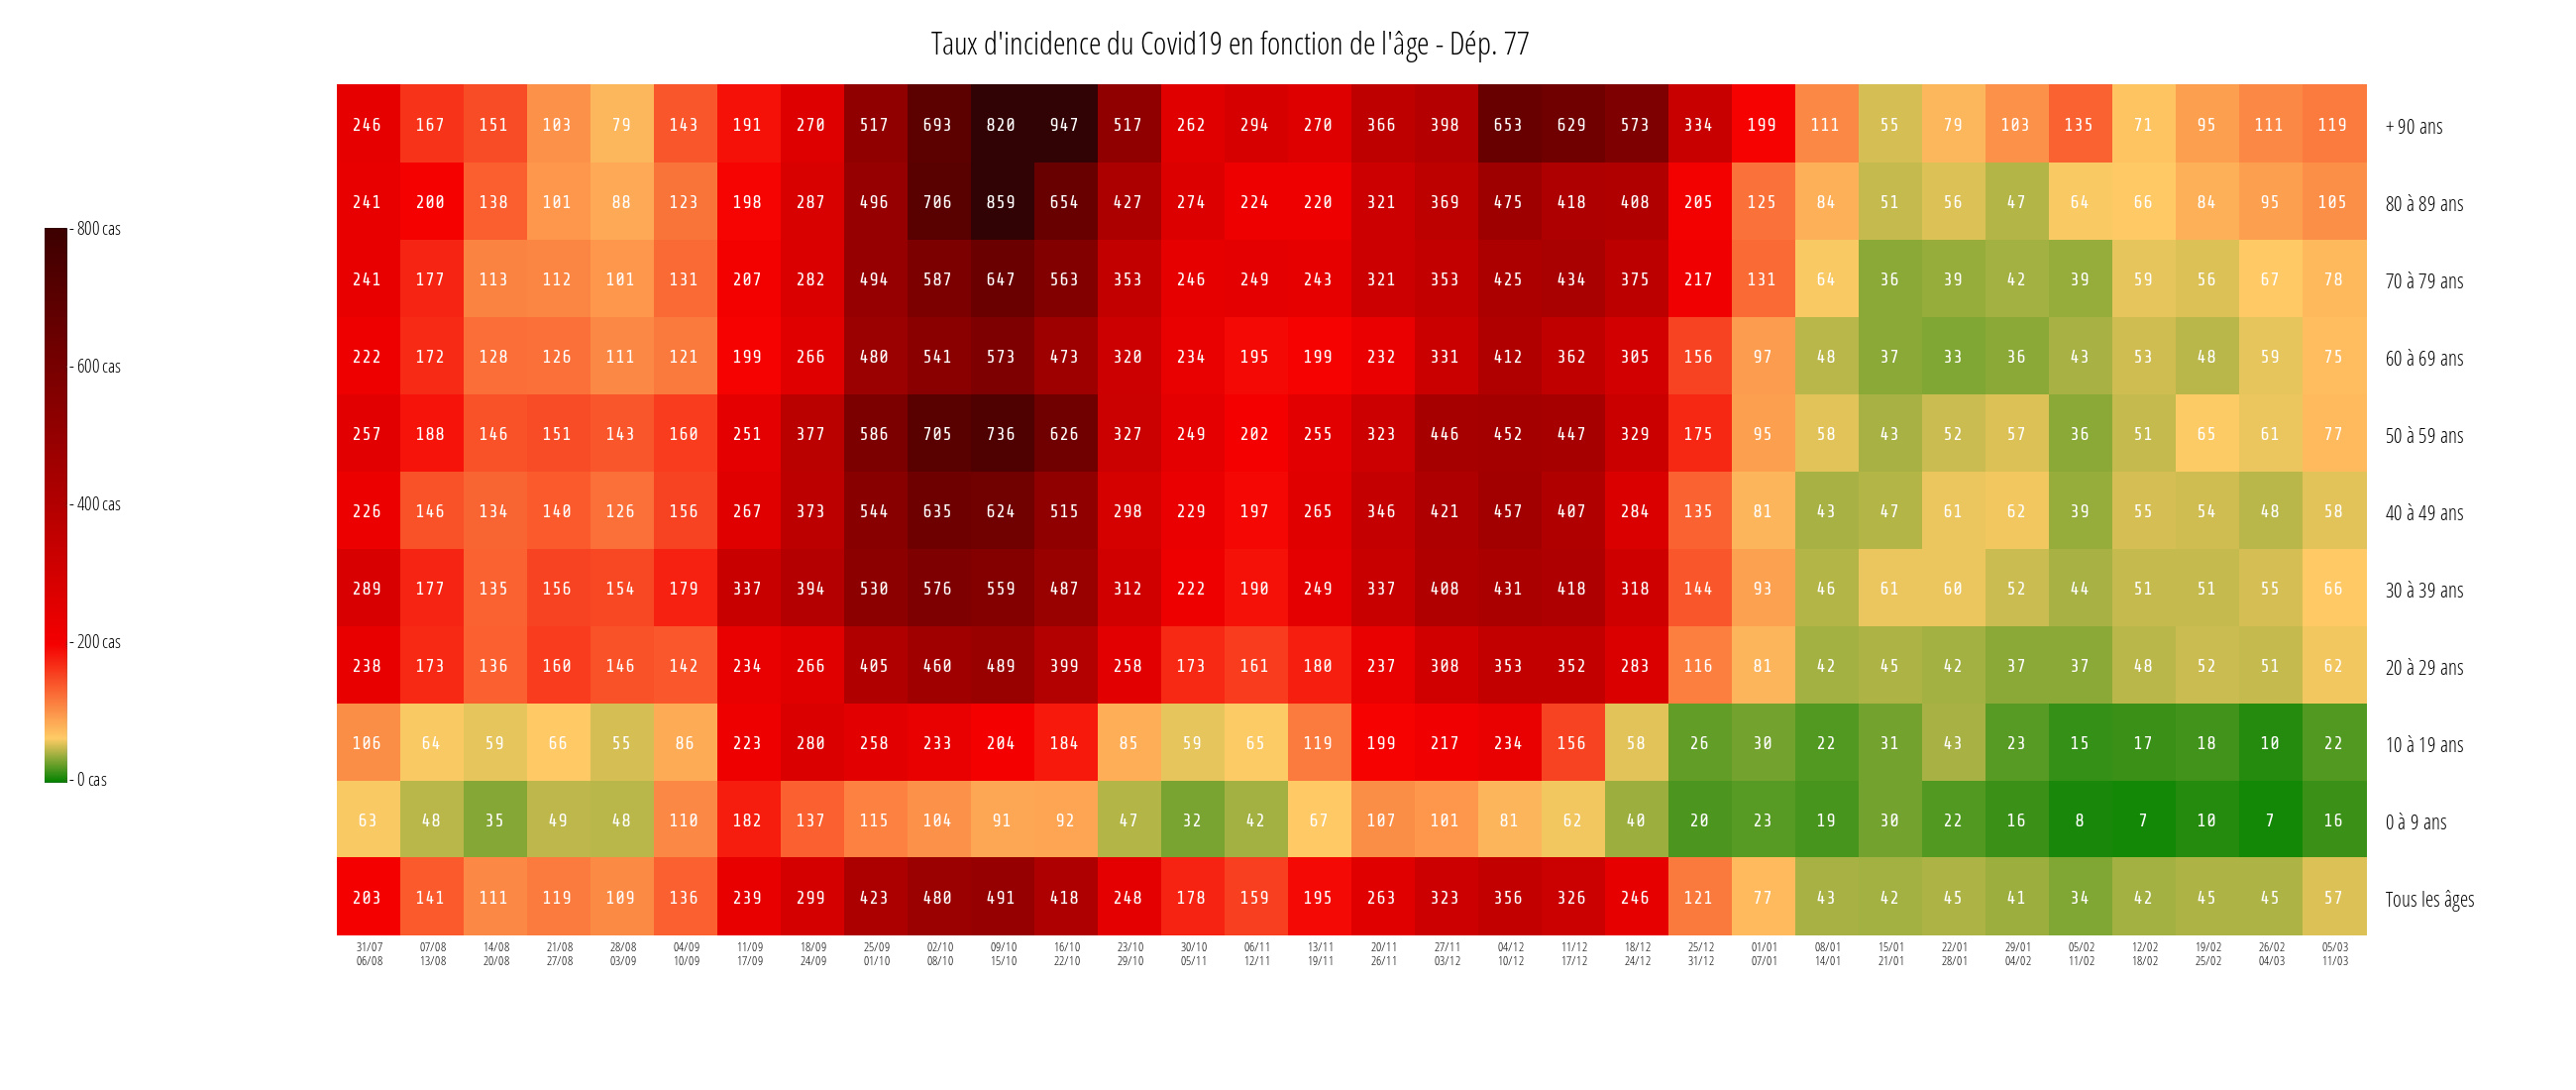 Taux d'incidence du Covid19 en fonction de l'âge - Dép. 77
- 800 cas
- 600 cas
- 400 cas
- 200 cas
- 0 cas
246 167 151 103 79 143 191 270 517 693 820 947 517 262 294 270 366 398 653 629 573 334 199 111 55 79 103 135 71 95 111 119 + 90 ans
241 200 138 101 88 123 198 287 496 706 859 654 427 274 224 220 321 369 475 418 408 205 125 84 51 56 47 64 66 84 95 105 80 à 89 ans
241 177 113 112 101 131 207 282 494 587 647 563 353 246 249 243 321 353 425 434 375 217 131 64 36 39 42 39 59 56 67 78 70 à 79 ans
222 172 128 126 111 121 199 266 480 541 573 473 320 234 195 199 232 331 412 362 305 156 97 48 37 33 36 43 53 48 59 75 60 à 69 ans
257 188 146 151 143 160 251 377 586 705 736 626 327 249 202 255 323 446 452 447 329 175 95 58 43 52 57 36 51 65 61 77 50 à 59 ans
226 146 134 140 126 156 267 373 544 635 624 515 298 229 197 265 346 421 457 407 284 135 81 43 47 61 62 39 55 54 48 58 40 à 49 ans
289 177 135 156 154 179 337 394 530 576 559 487 312 222 190 249 337 408 431 418 318 144 93 46 61 60 52 44 51 51 55 66 30 à 39 ans
238 173 136 160 146 142 234 266 405 460 489 399 258 173 161 180 237 308 353 352 283 116 81 42 45 42 37 37 48 52 51 62 20 à 29 ans
106 64 59 66 55 86 223 280 258 233 204 184 85 59 65 119 199 217 234 156 58 26 30 22 31 43 23 15 17 18 10 22 10 à 19 ans
63 48 35 49 48 110 182 137 115 104 91 92 47 32 42 67 107 101 81 62 40 20 23 19 30 22 16 8 7 10 7 16 0 à 9 ans
203 141 111 119 109 136 239 299 423 480 491 418 248 178 159 195 263 323 356 326 246 121 77 43 42 45 41 34 42 45 45 57 Tous les âges
31/07 07/08 14/08 21/08 28/08 04/09 11/09 18/09 25/09 02/10 09/10 16/10 23/10 30/10 06/11 13/11 20/11 27/11 04/12 11/12 18/12 25/12 01/01 08/01 15/01 22/01 29/01 05/02 12/02 19/02 26/02 05/03
06/08 13/08 20/08 27/08 03/09 10/09 17/09 24/09 01/10 08/10 15/10 22/10 29/10 05/11 12/11 19/11 26/11 03/12 10/12 17/12 24/12 31/12 07/01 14/01 21/01 28/01 04/02 11/02 18/02 25/02 04/03 11/03